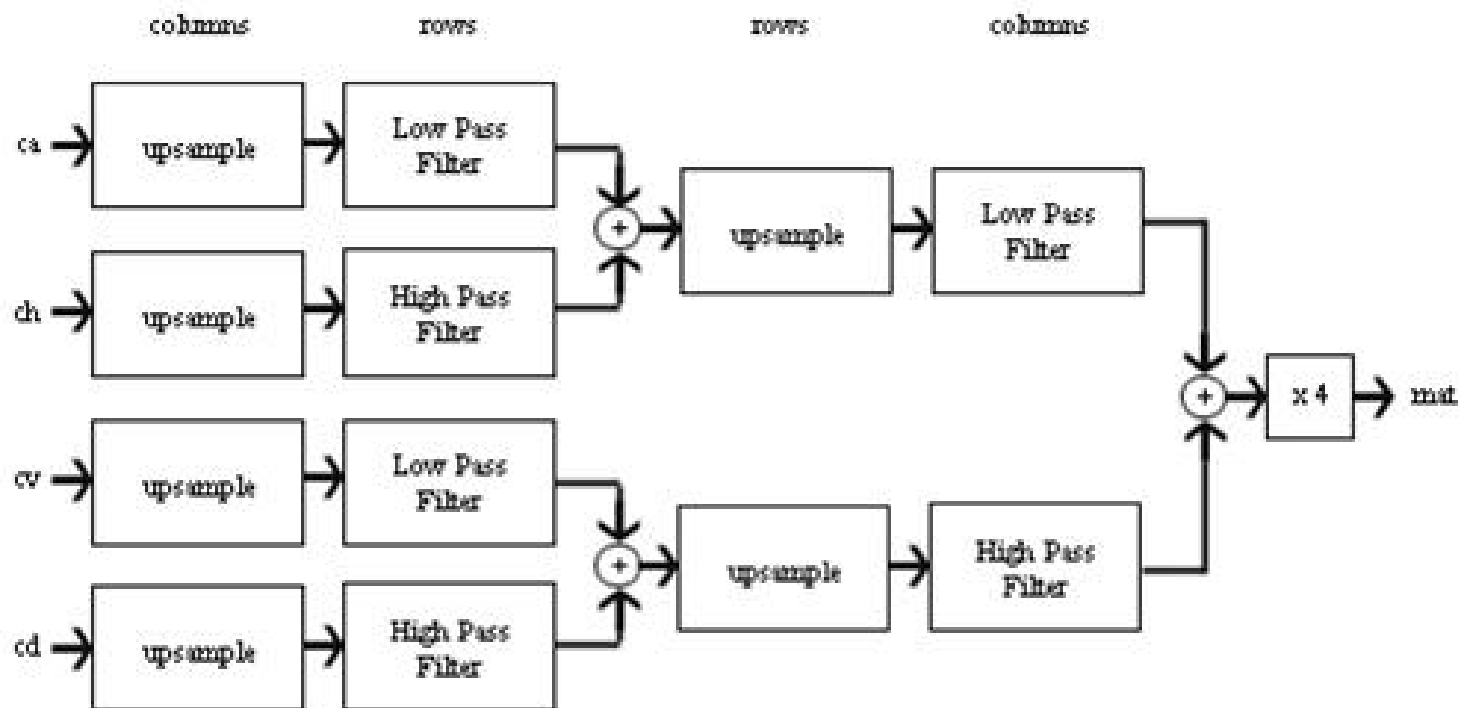 columns rows rows columns
ca
upsample
Low Pass
Filter
+
upsample
Low Pass
Filter
ch
upsample
High Pass
Filter
+
x 4
mat
cv
upsample
Low Pass
Filter
+
upsample
High Pass
Filter
cd
upsample
High Pass
Filter